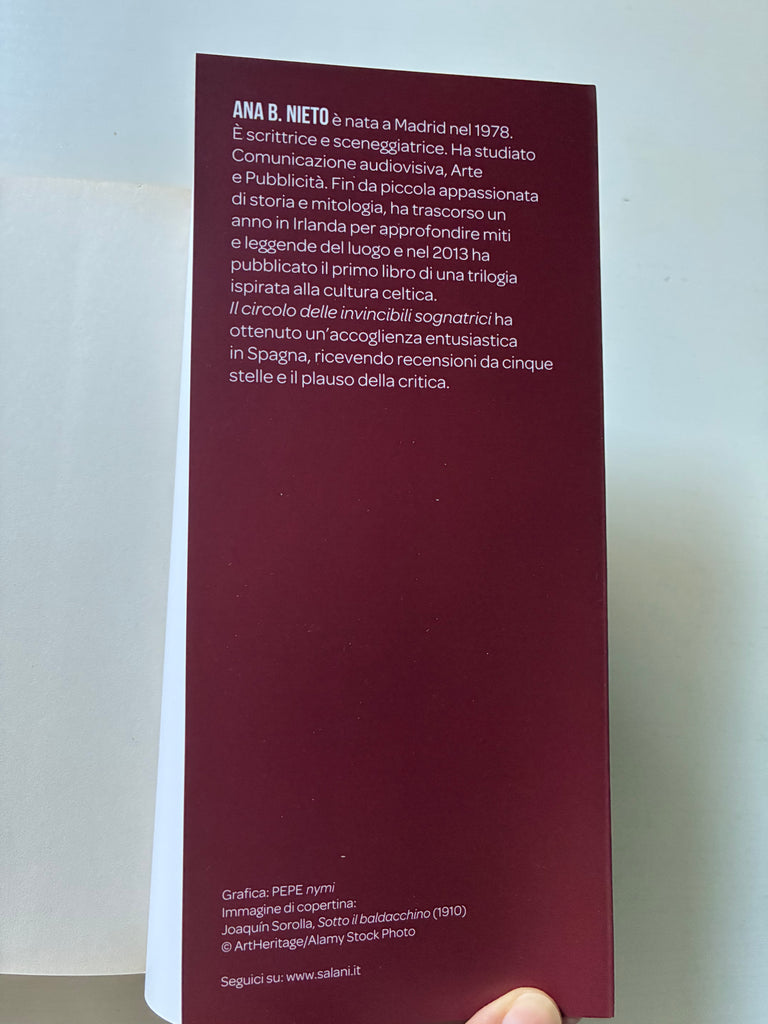 ANA B. NIETO è nata a Madrid nel 1978.
È scrittrice e sceneggiatrice. Ha studiato
Comunicazione audiovisiva, Arte
e Pubblicità. Fin da piccola appassionata
di storia e mitologia, ha trascorso un
anno in Irlanda per approfondire miti
e leggende del luogo e nel 2013 ha
pubblicato il primo libro di una trilogia
ispirata alla cultura celtica.
Il circolo delle invincibili sognatrici ha
ottenuto un'accoglienza entusiastica
in Spagna, ricevendo recensioni da cinque
stelle e il plauso della critica.
Grafica: PEPE nymi
Immagine di copertina:
Joaquín Sorolla, Sotto il baldacchino (1910)
© ArtHeritage/Alamy Stock Photo
Seguici su: www.salani.it